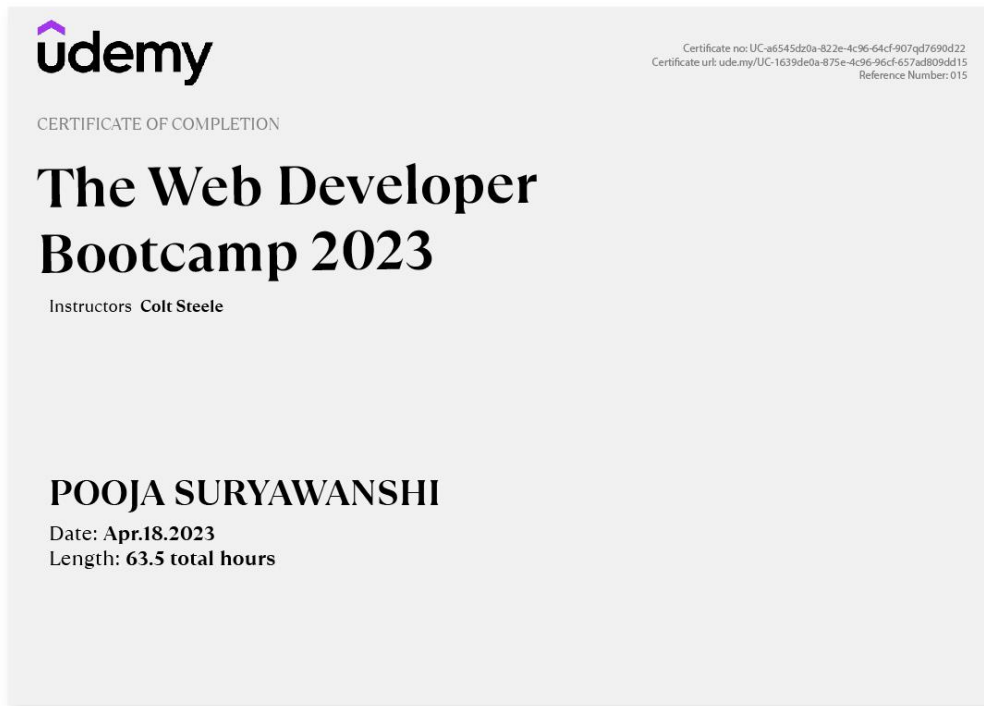 udemy
Certificate no: UC-a6545dz0a-822e-4c96-64cf-907qd7690d22
Certificate url: ude.my/UC-1639de0a-875e-4c96-96cf-657ad809dd15
Reference Number: 015
CERTIFICATE OF COMPLETION
The Web Developer
Bootcamp 2023
Instructors Colt Steele
POOJA SURYAWANSHI
Date: Apr.18.2023
Length: 63.5 total hours